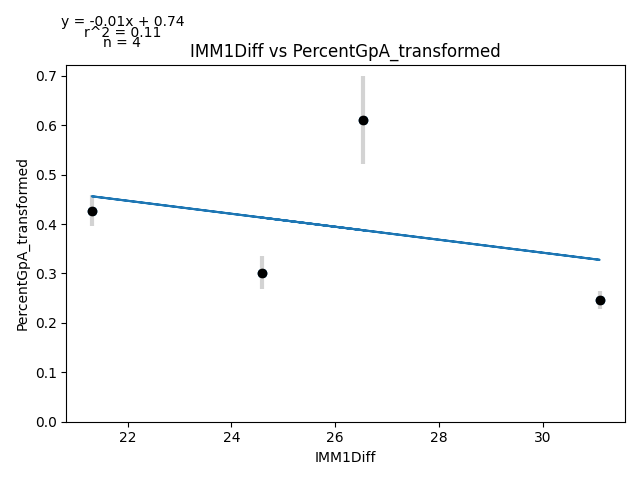 y = -0.01x + 0.74
r^2 = 0.11
n = 4
IMM1Diff vs PercentGpA_transformed
0.7
0.6
0.5
0.4
0.3
0.2
0.1
0.0
PercentGpA_transformed
22 24 26 28 30
IMM1Diff